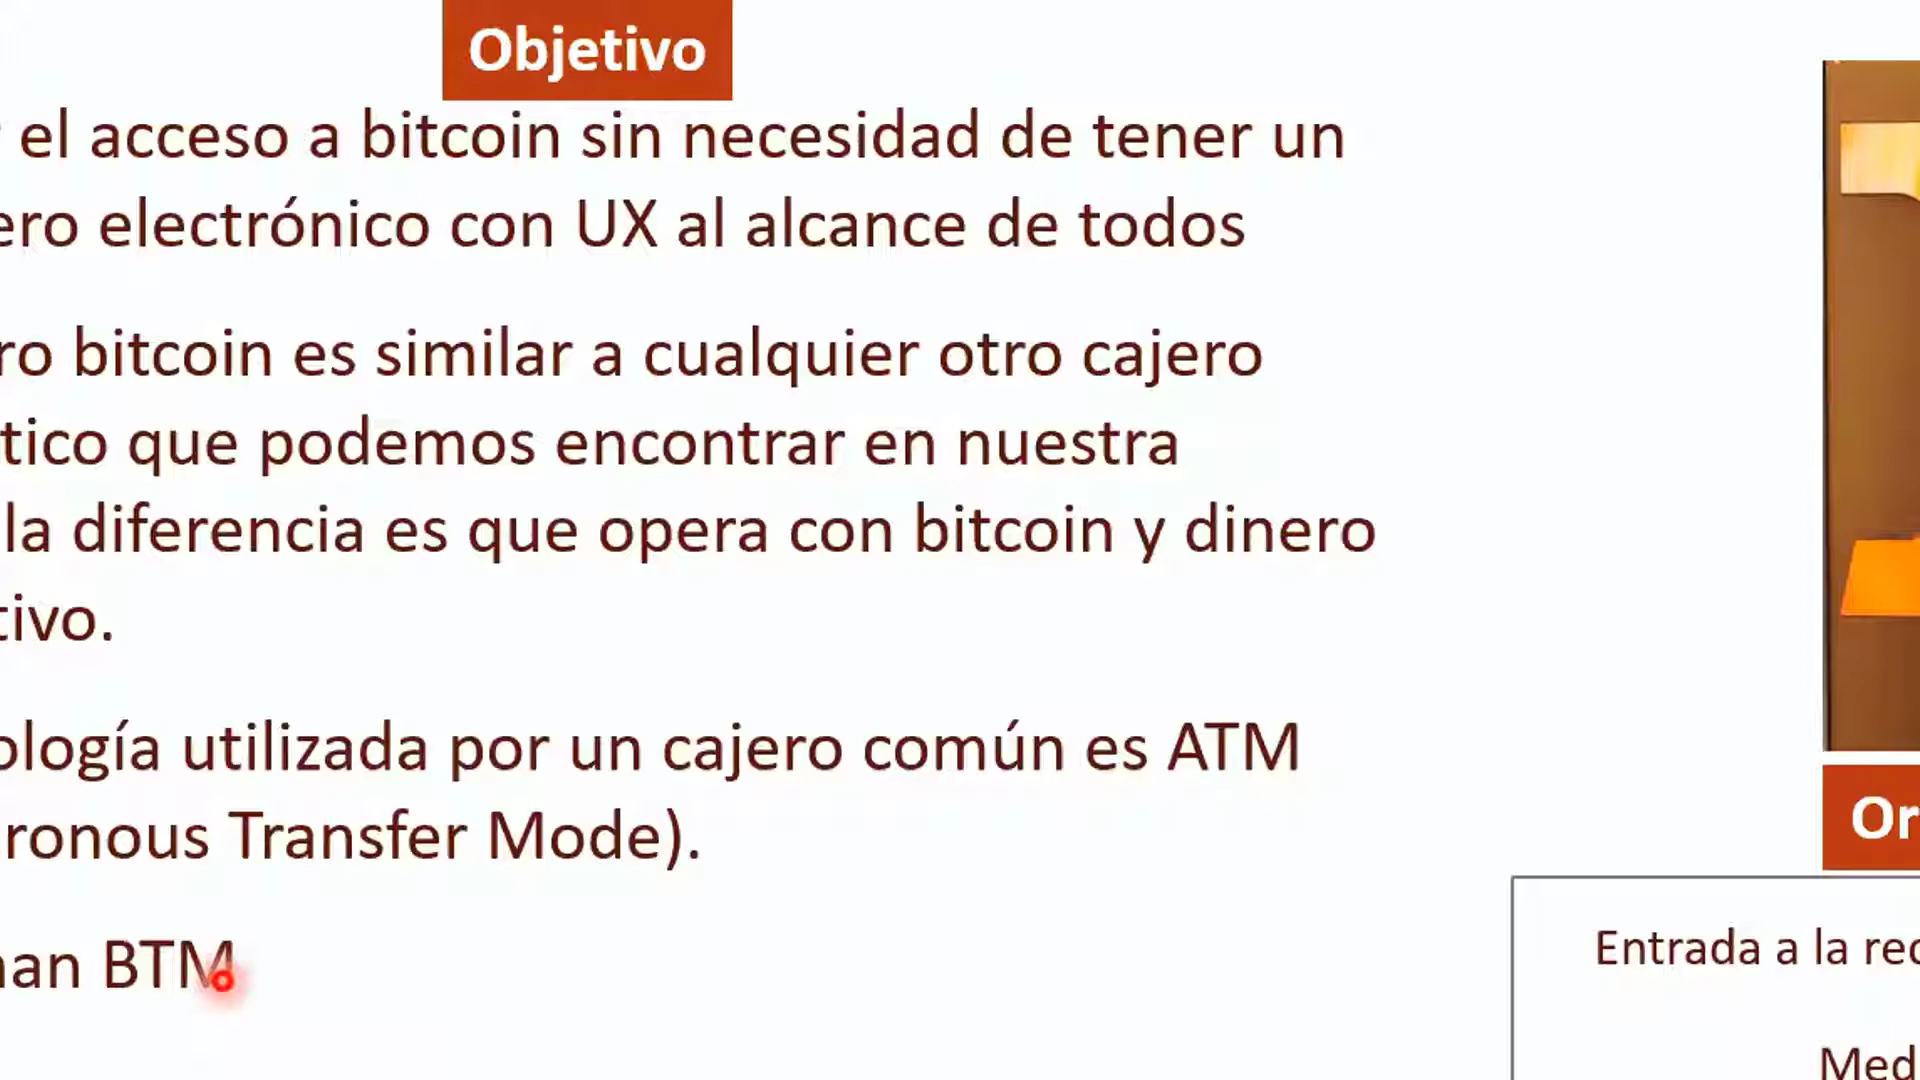 Objetivo
el acceso a bitcoin sin necesidad de tener un
ero electrónico con UX al alcance de todos
ro bitcoin es similar a cualquier otro cajero
tico que podemos encontrar en nuestra
la diferencia es que opera con bitcoin y dinero
tivo.
ología utilizada por un cajero común es ATM
ronous Transfer Mode).
nan BTM
Or
Entrada a la rec
Med